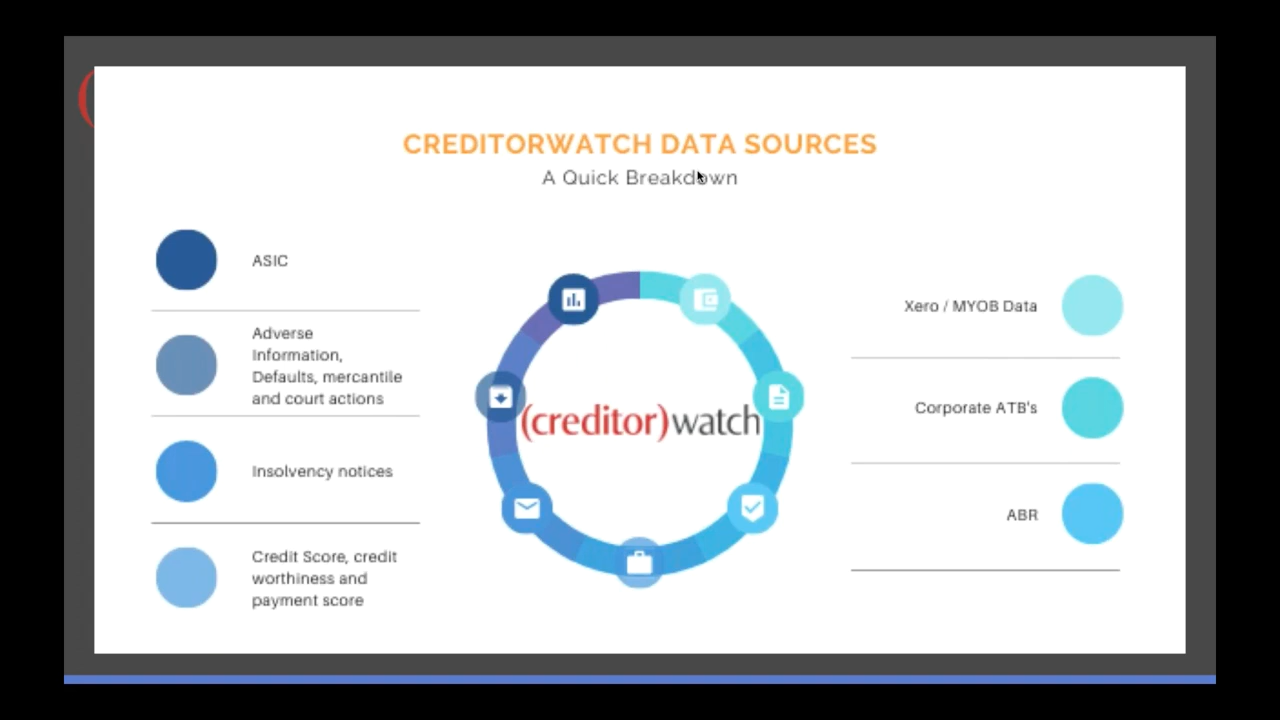 CREDITORWATCH DATA SOURCES
A Quick Breakdown
ASIC
Adverse
Information,
Defaults, mercantile
and court actions
Insolvency notices
Credit Score, credit
worthiness and
payment score
(creditor)watch
Xero / MYOB Data
Corporate ATB's
ABR